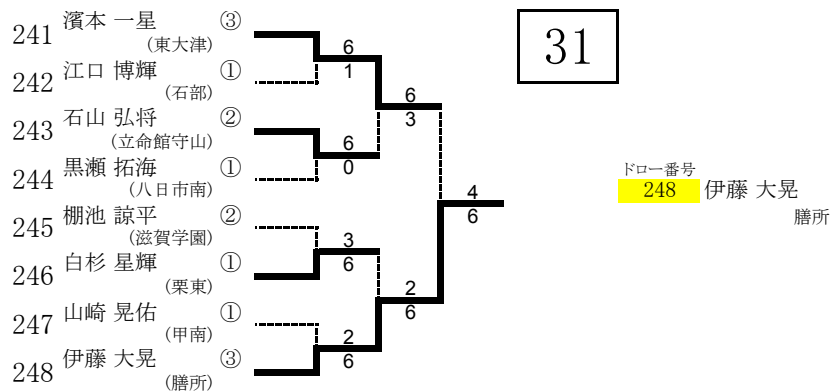 31
241 濱本 一星 ③
(東大津)
242 江口 博輝 ①
(石部)
243 石山 弘将 ②
(立命館守山)
244 黒瀬 拓海 ①
(八日市南)
245 棚池 諒平 ②
(滋賀学園)
246 白杉 星輝 ①
(栗東)
247 山崎 晃佑 ①
(甲南)
248 伊藤 大晃 ③
(膳所)
6
1
6
0
3
6
2
6
6
3
2
6
4
6
ドロー番号
248 伊藤 大晃
膳所